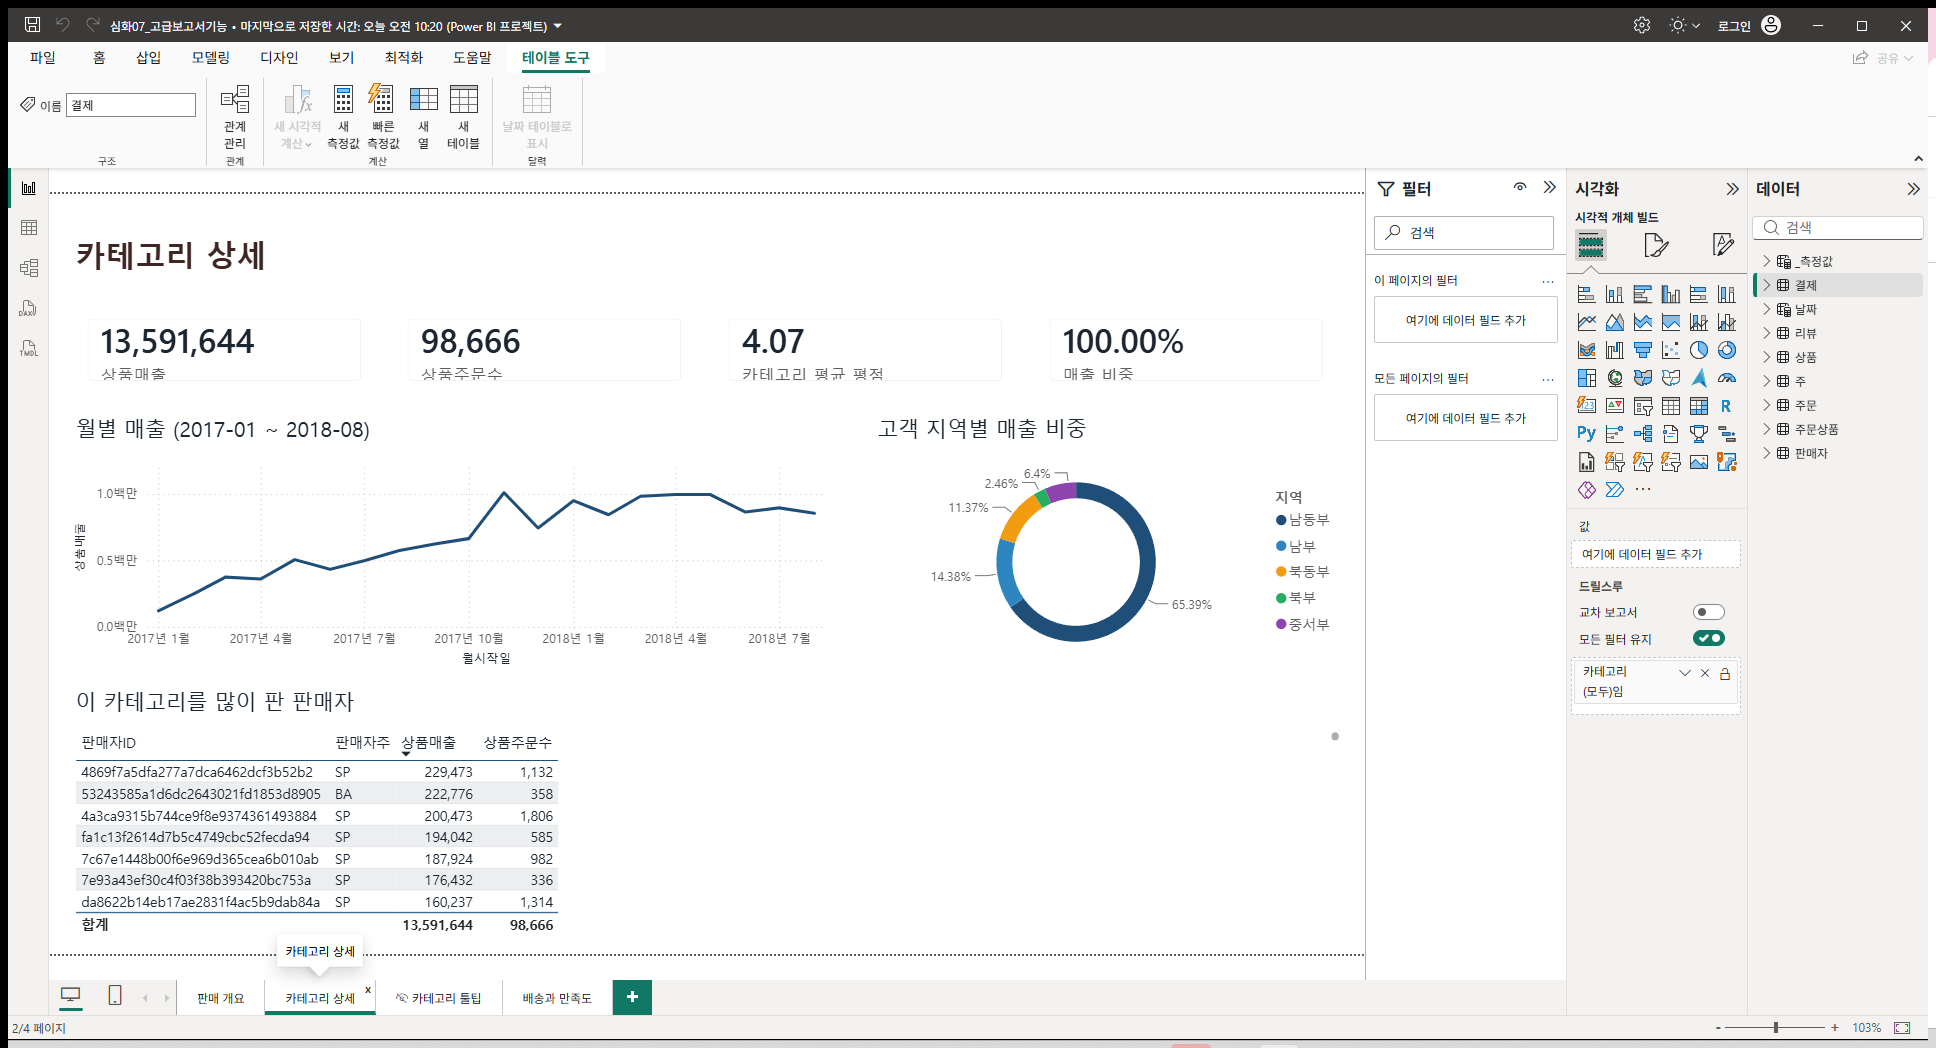 심화07_고급보고서기능 • 마지막으로 저장한 시간: 오늘 오전 10:20 (Power BI 프로젝트)
로그인
파일 홈 삽입 모델링 디자인 보기 최적화 도움말 테이블 도구
공유
이름 결제
구조
관계
관리
관계
새 시각적
계산
새
측정값
빠른
측정값
새
열
새
테이블
계산
날짜 테이블로
표시
달력
DAX
TMDL
카테고리 상세
13,591,644
상품매출
98,666
상품주문수
4.07
카테고리 평균 평점
100.00%
매출 비중
월별 매출 (2017-01 ~ 2018-08)
상품매출
1.0백만
0.5백만
0.0백만
2017년 1월 2017년 4월 2017년 7월 2017년 10월 2018년 1월 2018년 4월 2018년 7월
월시작일
고객 지역별 매출 비중
6.4%
2.46%
11.37%
14.38%
65.39%
지역
남동부
남부
북동부
북부
중서부
이 카테고리를 많이 판 판매자
판매자ID 판매자주 상품매출 상품주문수
4869f7a5dfa277a7dca6462dcf3b52b2 SP 229,473 1,132
53243585a1d6dc2643021fd1853d8905 BA 222,776 358
4a3ca9315b744ce9f8e9374361493884 SP 200,473 1,806
fa1c13f2614d7b5c4749cbc52fecda94 SP 194,042 585
7c67e1448b00f6e969d365cea6b010ab SP 187,924 982
7e93a43ef30c4f03f38b393420bc753a SP 176,432 336
da8622b14eb17ae2831f4ac5b9dab84a SP 160,237 1,314
합계 13,591,644 98,666
카테고리 상세
판매 개요 카테고리 상세 x 카테고리 툴팁 배송과 만족도 +
2/4 페이지
- + 103%
필터
검색
이 페이지의 필터 ...
여기에 데이터 필드 추가
모든 페이지의 필터 ...
여기에 데이터 필드 추가
시각화
시각적 개체 빌드
123
R
Py
...
값
여기에 데이터 필드 추가
드릴스루
교차 보고서
모든 필터 유지
카테고리
(모두)임
데이터
검색
_측정값
결제
날짜
리뷰
상품
주
주문
주문상품
판매자